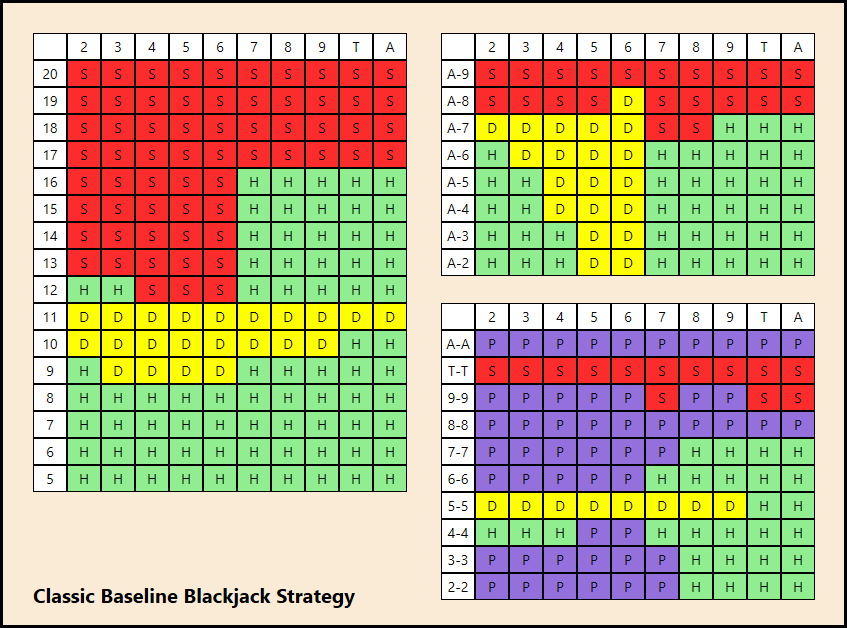 2 3 4 5 6 7 8 9 T A
20 S S S S S S S S S S
19 S S S S S S S S S S
18 S S S S S S S S S S
17 S S S S S S S S S S
16 S S S S S H H H H H
15 S S S S S H H H H H
14 S S S S S H H H H H
13 S S S S S H H H H H
12 H H S S S H H H H H
11 D D D D D D D D D D
10 D D D D D D D D H H
9 H D D D D H H H H H
8 H H H H H H H H H H
7 H H H H H H H H H H
6 H H H H H H H H H H
5 H H H H H H H H H H
2 3 4 5 6 7 8 9 T A
A-9 S S S S S S S S S S
A-8 S S S S D S S S S S
A-7 D D D D D S S H H H
A-6 H D D D D H H H H H
A-5 H H D D D H H H H H
A-4 H H D D D H H H H H
A-3 H H H D D H H H H H
A-2 H H H D D H H H H H
2 3 4 5 6 7 8 9 T A
A-A P P P P P P P P P P
T-T S S S S S S S S S S
9-9 P P P P P S P P S S
8-8 P P P P P P P P P P
7-7 P P P P P P H H H H
6-6 P P P P P H H H H H
5-5 D D D D D D D D H H
4-4 H H H P P H H H H H
3-3 P P P P P P H H H H
2-2 P P P P P P H H H H
Classic Baseline Blackjack Strategy